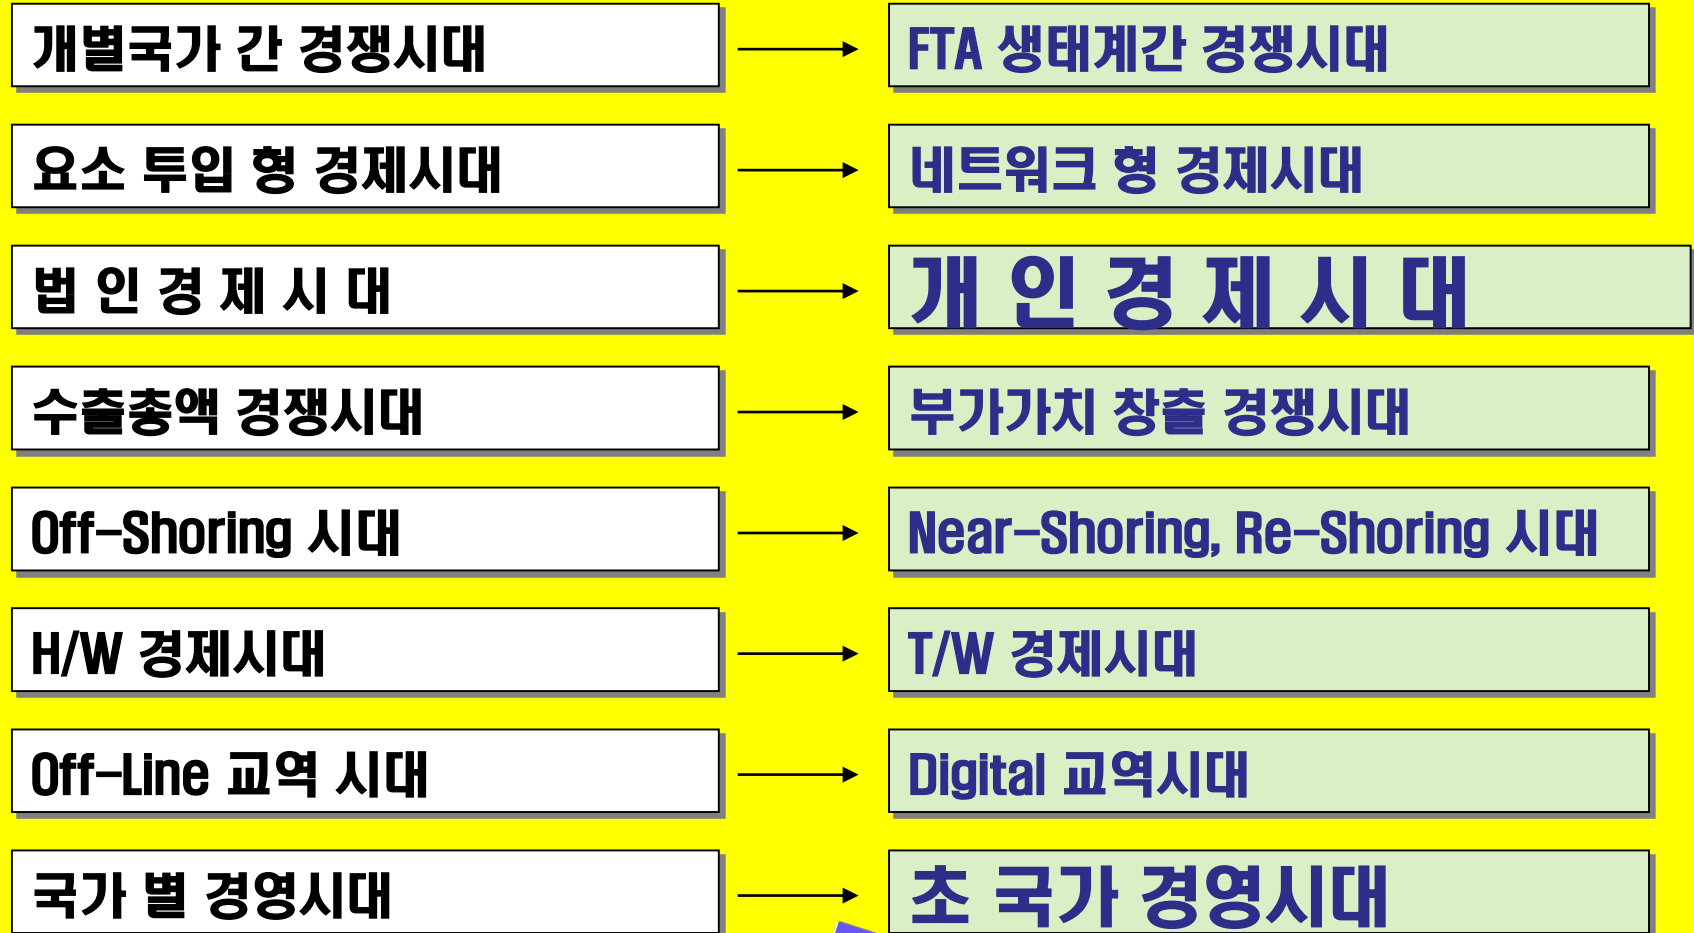 개별국가 간 경쟁시대
FTA 생태계간 경쟁시대
요소 투입 형 경제시대
네트워크 형 경제시대
법 인 경 제 시 대
개 인 경 제 시 대
수출총액 경쟁시대
부가가치 창출 경쟁시대
Off-Shoring 시대
Near-Shoring, Re-Shoring 시대
H/W 경제시대
T/W 경제시대
Off-Line 교역 시대
Digital 교역시대
국가 별 경영시대
초 국가 경영시대